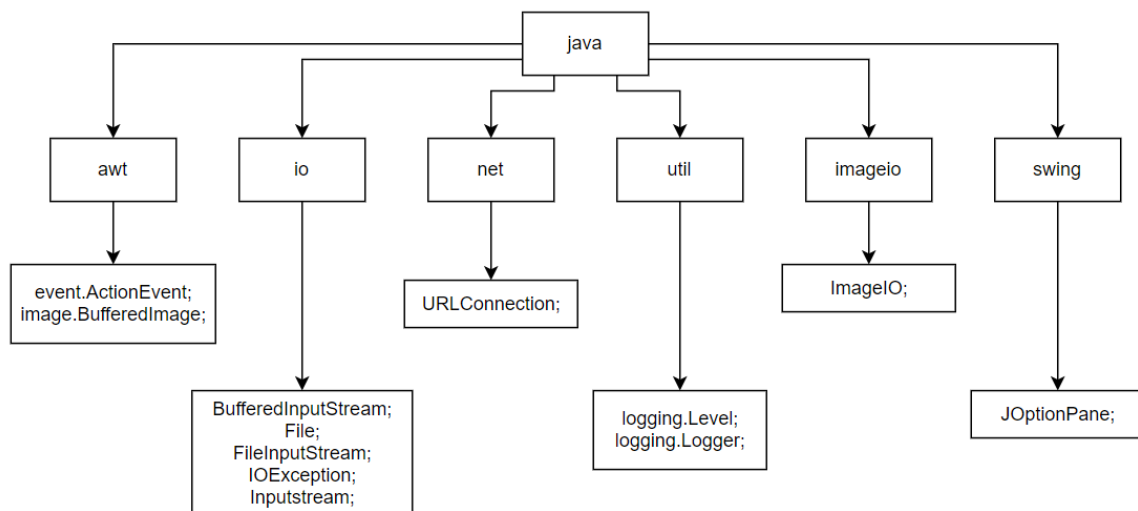 java
awt
io
net
util
imageio
swing
event.ActionEvent;
image.BufferedImage;
URLConnection;
ImageIO;
BufferedInputStream;
File;
FileInputStream;
IOException;
Inputstream;
logging.Level;
logging.Logger;
JOptionPane;